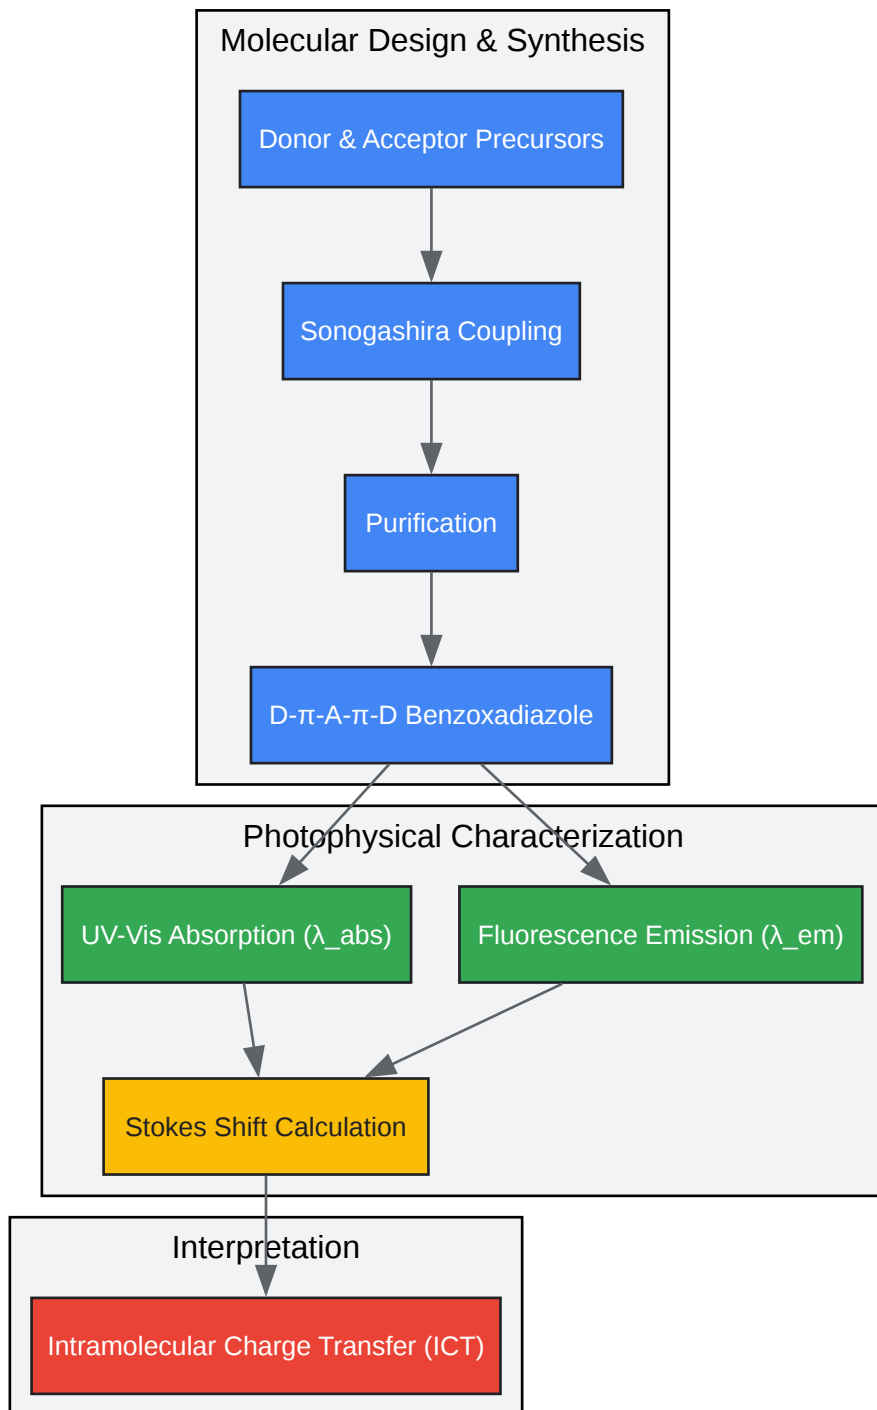 Molecular Design & Synthesis
Donor & Acceptor Precursors
Sonogashira Coupling
Purification
D-π-A-π-D Benzoxadiazole
Photophysical Characterization
UV-Vis Absorption (λ_abs)
Fluorescence Emission (λ_em)
Stokes Shift Calculation
Interpretation
Intramolecular Charge Transfer (ICT)